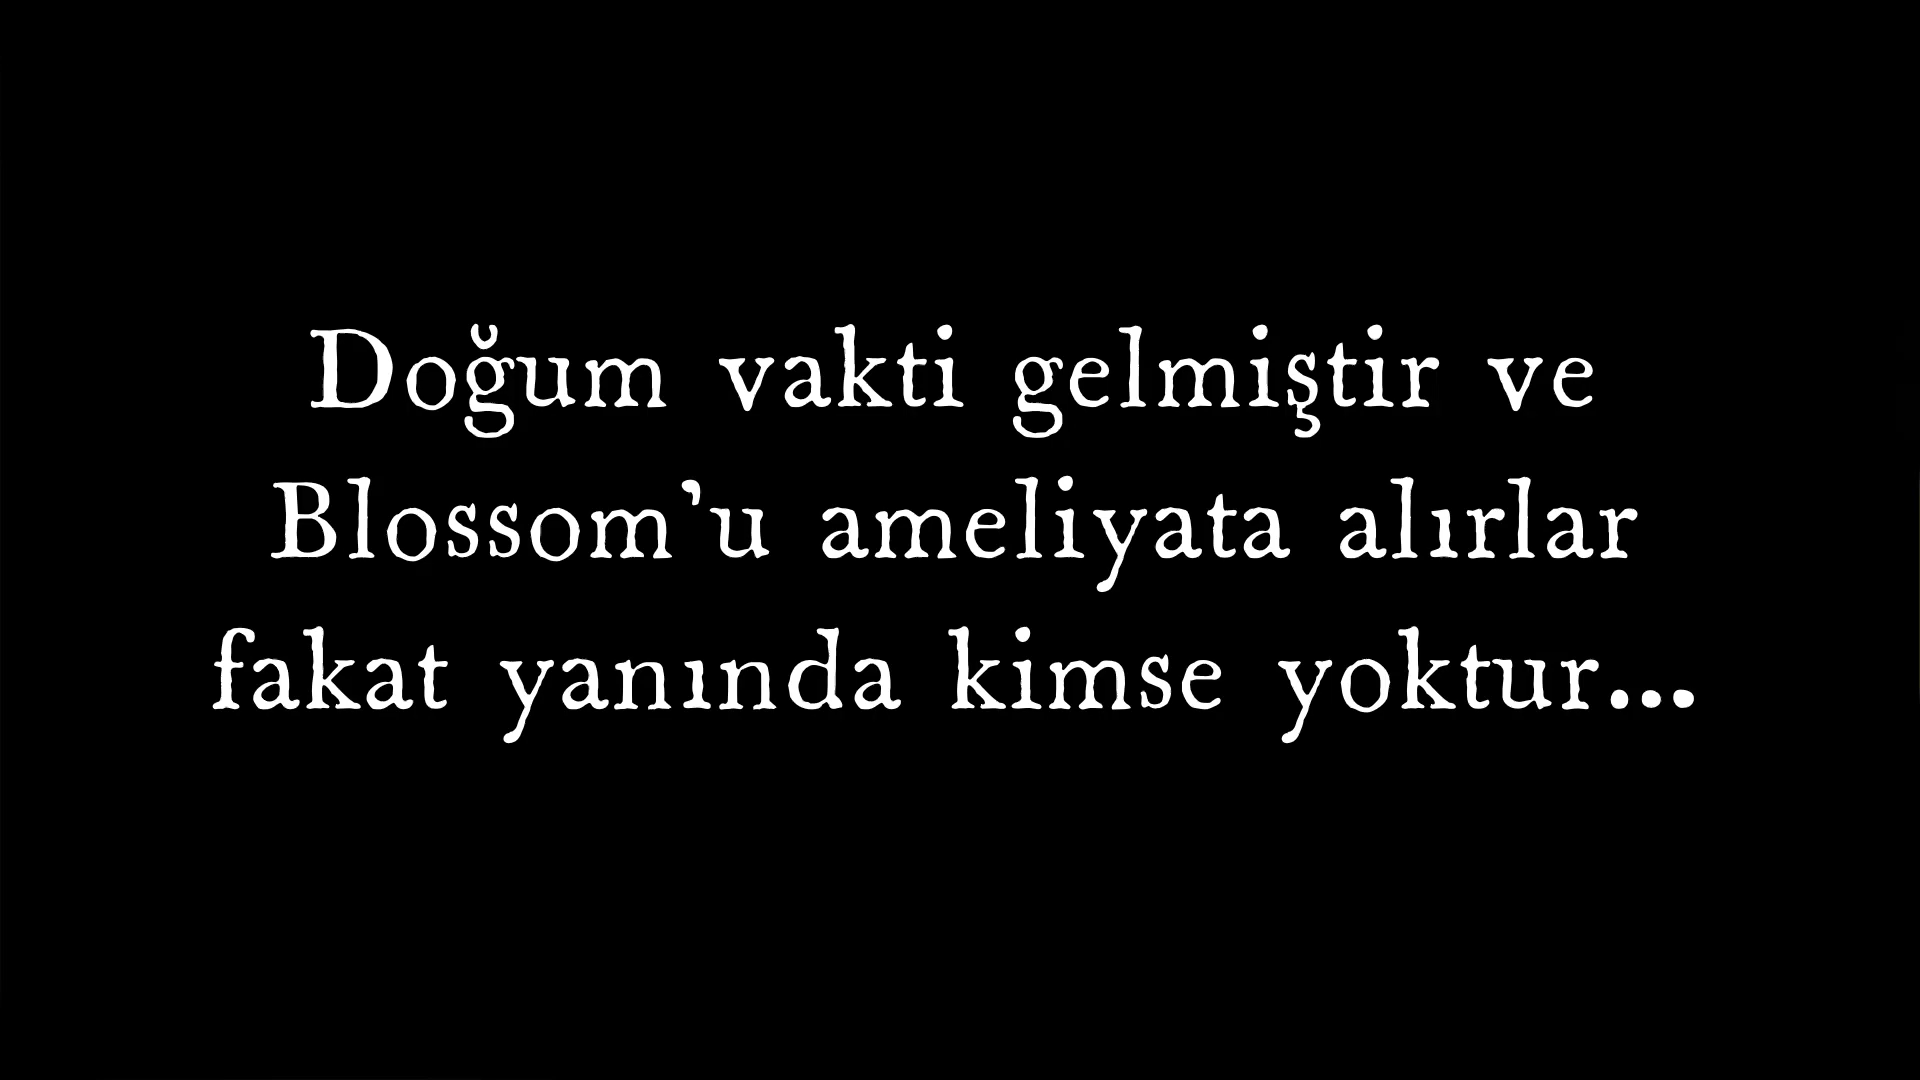 Doğum vakti gelmiştir ve
Blossom'u ameliyata alırlar
fakat yanında kimse yoktur...